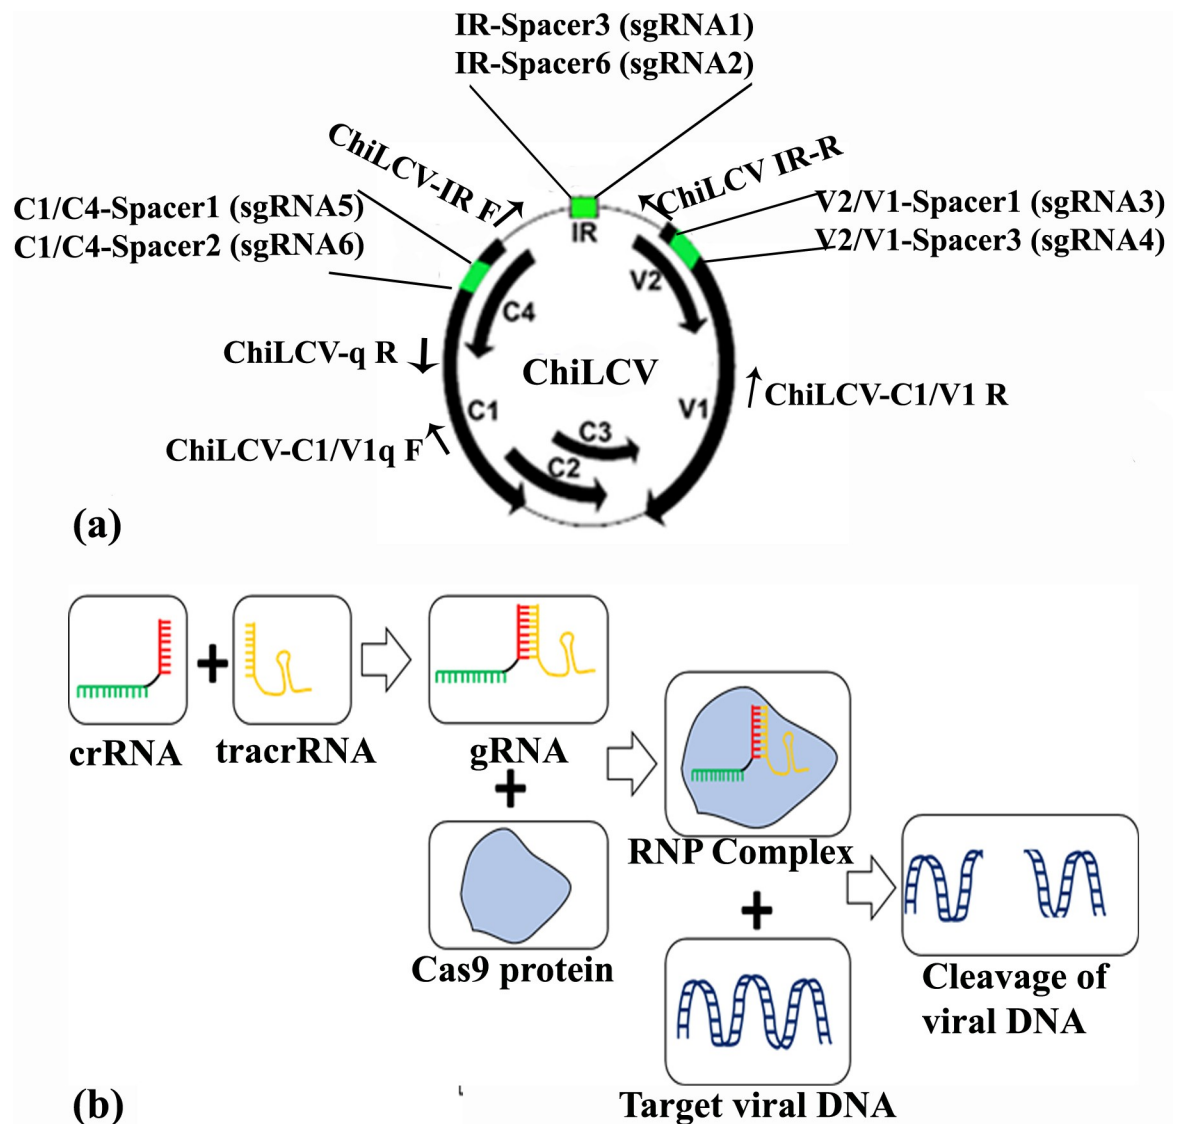 IR-Spacer3 (sgRNA1)
IR-Spacer6 (sgRNA2)
ChiLCV-IR F
ChiLCV IR-R
C1/C4-Spacer1 (sgRNA5)
C1/C4-Spacer2 (sgRNA6)
V2/V1-Spacer1 (sgRNA3)
V2/V1-Spacer3 (sgRNA4)
IR
V2
C4
ChiLCV-q R
ChiLCV
ChiLCV-C1/V1 R
C1
V1
C3
C2
ChiLCV-C1/V1q F
(a)
+
crRNA
tracrRNA
gRNA
+
RNP Complex
+
Cas9 protein
Cleavage of
viral DNA
Target viral DNA
(b)